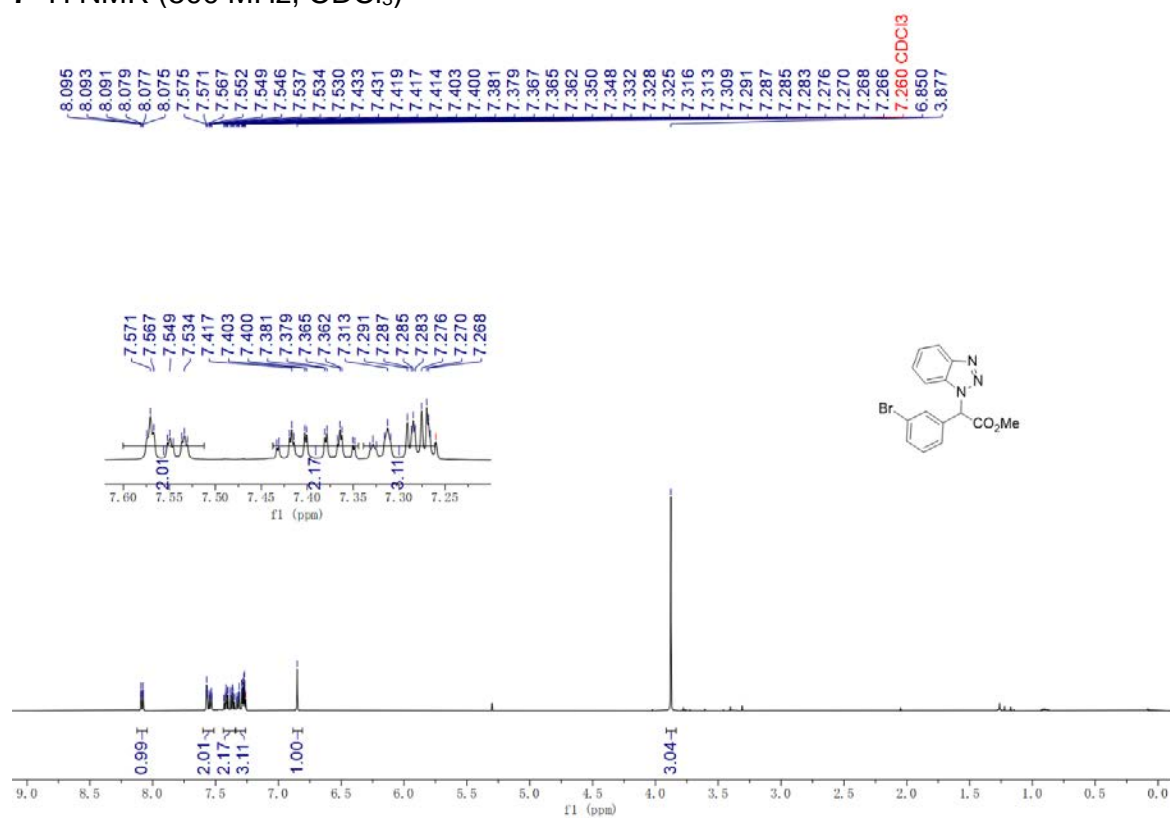 8.095 8.093 8.091 8.079 8.077 8.075 7.575 7.571 7.567 7.552 7.549 7.546 7.537 7.534 7.530 7.433 7.431 7.419 7.417 7.414 7.403 7.400 7.381 7.379 7.367 7.365 7.362 7.350 7.348 7.332 7.328 7.325 7.316 7.313 7.309 7.291 7.287 7.285 7.283 7.276 7.270 7.268 7.266 7.260 CDCl3 6.850 3.877
7.571 7.567 7.549 7.534 7.417 7.403 7.400 7.381 7.379 7.365 7.362 7.313 7.291 7.287 7.285 7.283 7.276 7.270 7.268
2.01 2.17 3.11
7.60 7.55 7.50 7.45 7.40 7.35 7.30 7.25
f1 (ppm)
N
N
N
Br
CO₂Me
0.99 2.01 2.17 3.11 1.00 3.04
9.0 8.5 8.0 7.5 7.0 6.5 6.0 5.5 5.0 4.5 4.0 3.5 3.0 2.5 2.0 1.5 1.0 0.5 0.0
f1 (ppm)